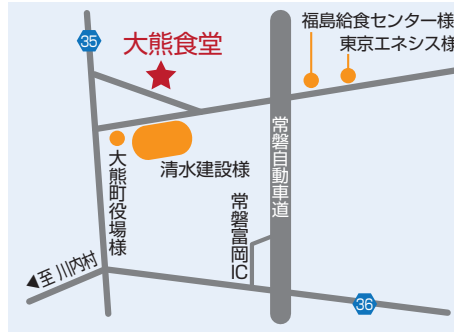 福島給食センター様
35
大熊食堂
東京エネシス様
常磐自動車道
清水建設様
大熊町役場様
常磐富岡IC
◀至 川内村
36